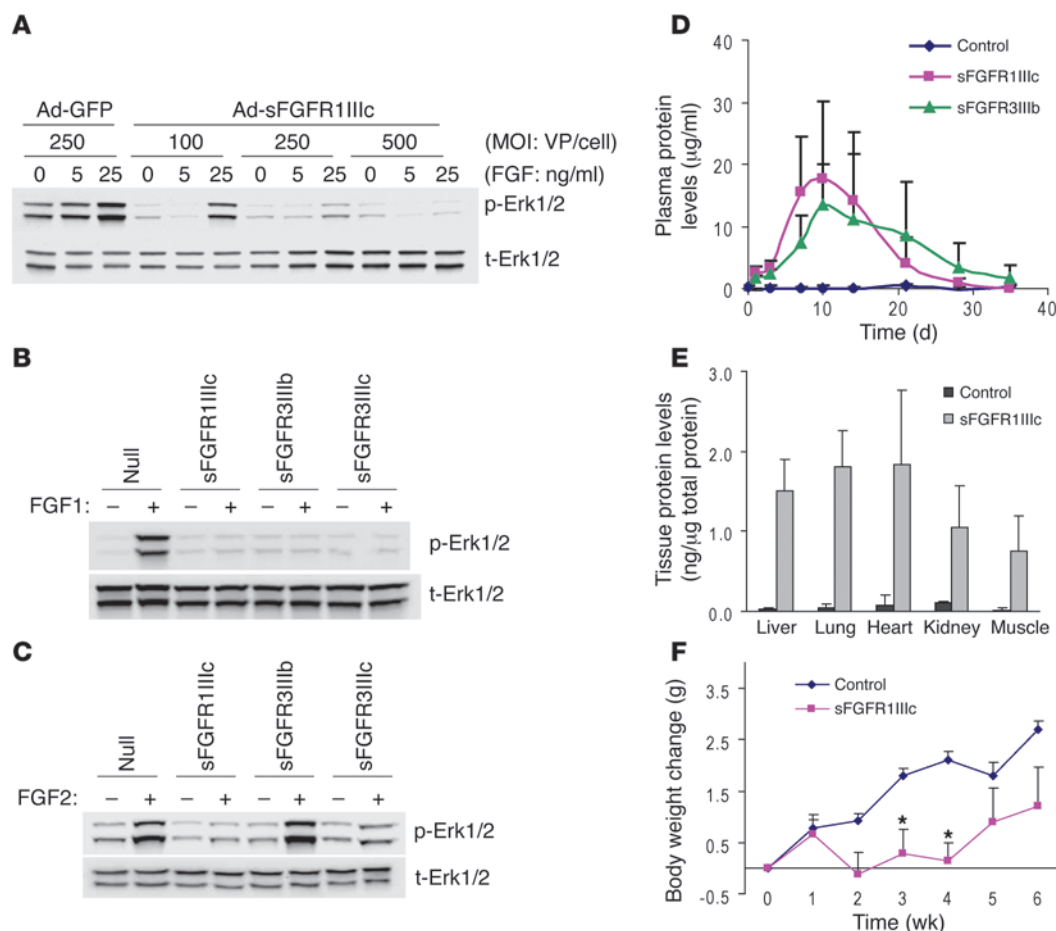 A
Ad-GFP Ad-sFGFR1IIIc
250 100 250 500 (MOI: VP/cell)
0 5 25 0 5 25 0 5 25 0 5 25 (FGF: ng/ml)
p-Erk1/2
t-Erk1/2
B
Null sFGFR1IIIc sFGFR3IIIb sFGFR3IIIc
FGF1: – + – + – + – +
p-Erk1/2
t-Erk1/2
C
Null sFGFR1IIIc sFGFR3IIIb sFGFR3IIIc
FGF2: – + – + – + – +
p-Erk1/2
t-Erk1/2
D
Control
sFGFR1IIIc
sFGFR3IIIb
Plasma protein
levels (μg/ml)
40
30
20
10
0
0 10 20 30 40
Time (d)
E
Control
sFGFR1IIIc
Tissue protein levels
(ng/μg total protein)
3.0
2.0
1.0
0.0
Liver Lung Heart Kidney Muscle
F
Control
sFGFR1IIIc
Body weight change (g)
3.5
2.5
1.5
0.5
-0.5
* *
0 1 2 3 4 5 6
Time (wk)